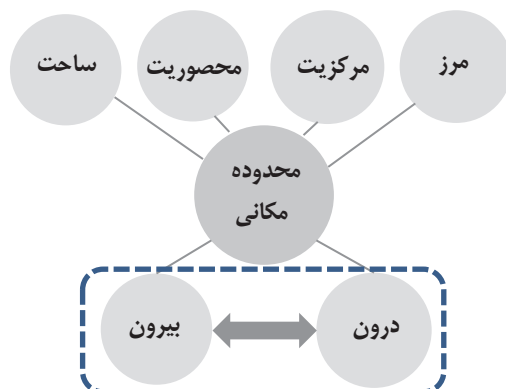 مرز
مرکزیت
محصوریت
ساحت
محدوده
مکانی
درون
بیرون